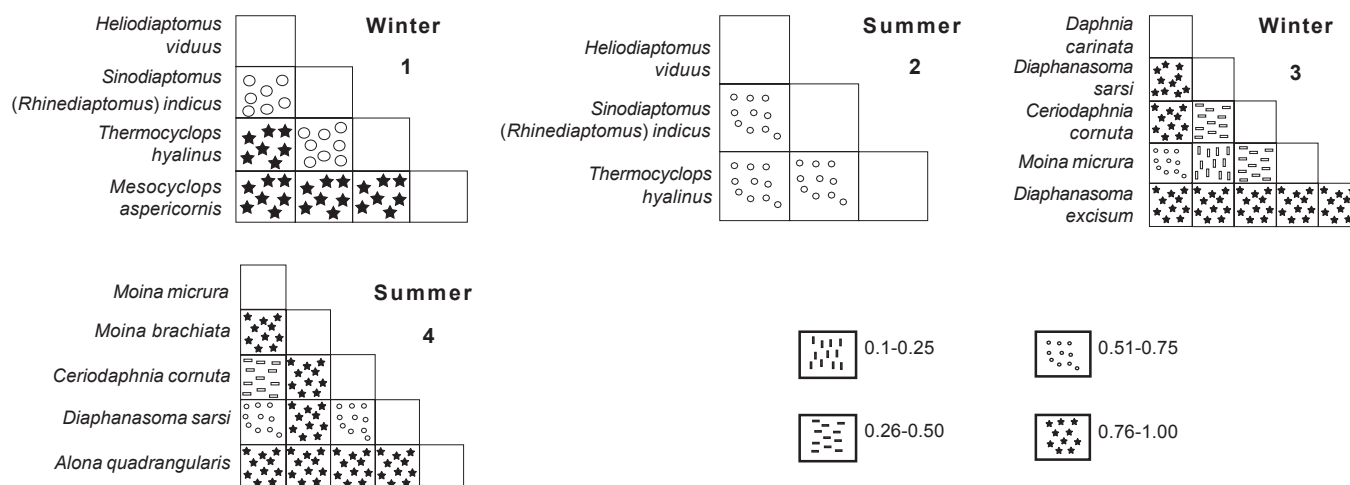 Heliodiaptomus
viduus
Sinodiaptomus
(Rhinediaptomus) indicus
Thermocyclops
hyalinus
Mesocyclops
aspericornis
Winter
1
Heliodiaptomus
viduus
Sinodiaptomus
(Rhinediaptomus) indicus
Thermocyclops
hyalinus
Summer
2
Daphnia
carinata
Diaphanasoma
sarsi
Ceriodaphnia
cornuta
Moina micrura
Diaphanasoma
excisum
Winter
3
Moina micrura
Moina brachiata
Ceriodaphnia cornuta
Diaphanasoma sarsi
Alona quadrangularis
Summer
4
0.1-0.25
0.51-0.75
0.26-0.50
0.76-1.00